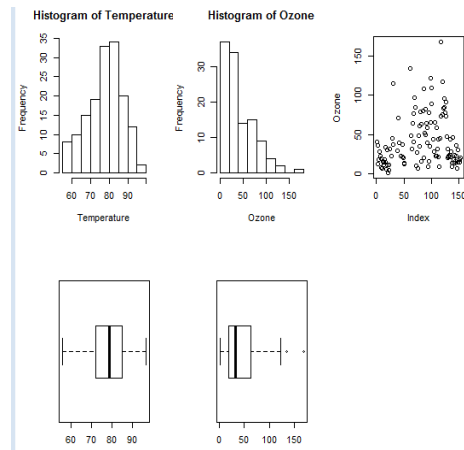 Histogram of Temperature
Frequency
0 5 10 15 20 25 30 35
60 70 80 90
Temperature
Histogram of Ozone
Frequency
0 10 20 30
0 50 100 150
Ozone
Ozone
0 50 100 150
0 50 100 150
Index
60 70 80 90
0 50 100 150